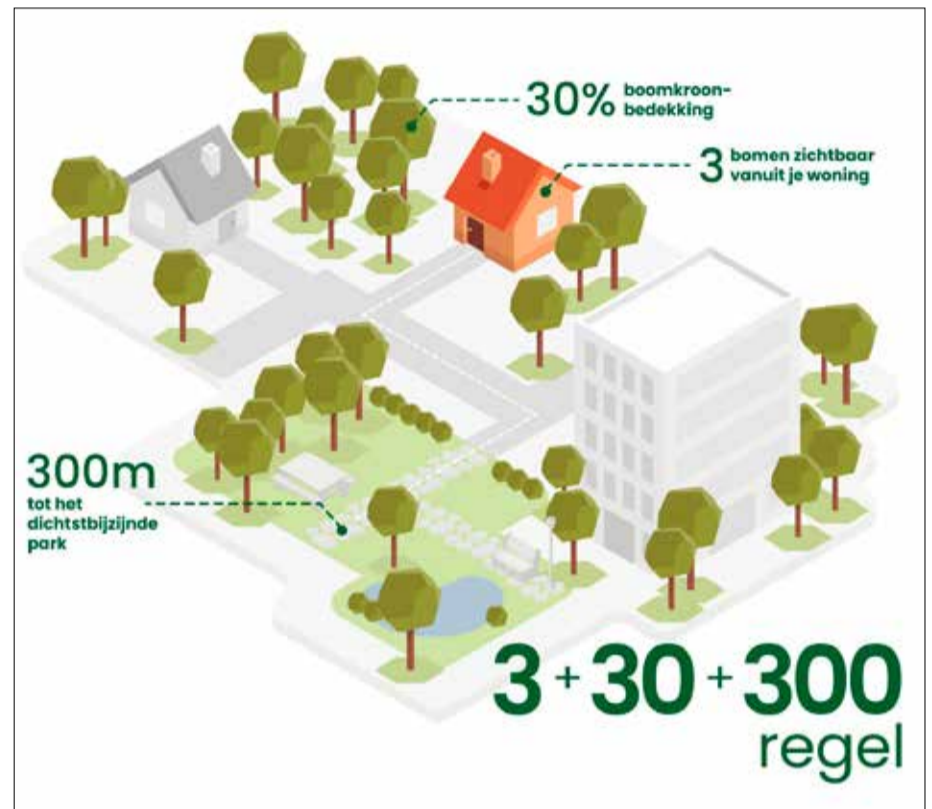 30% boomkroon-
bedekking
3 bomen zichtbaar
vanuit je woning
300m
tot het
dichtstbijzijnde
park
3+30+300
regel